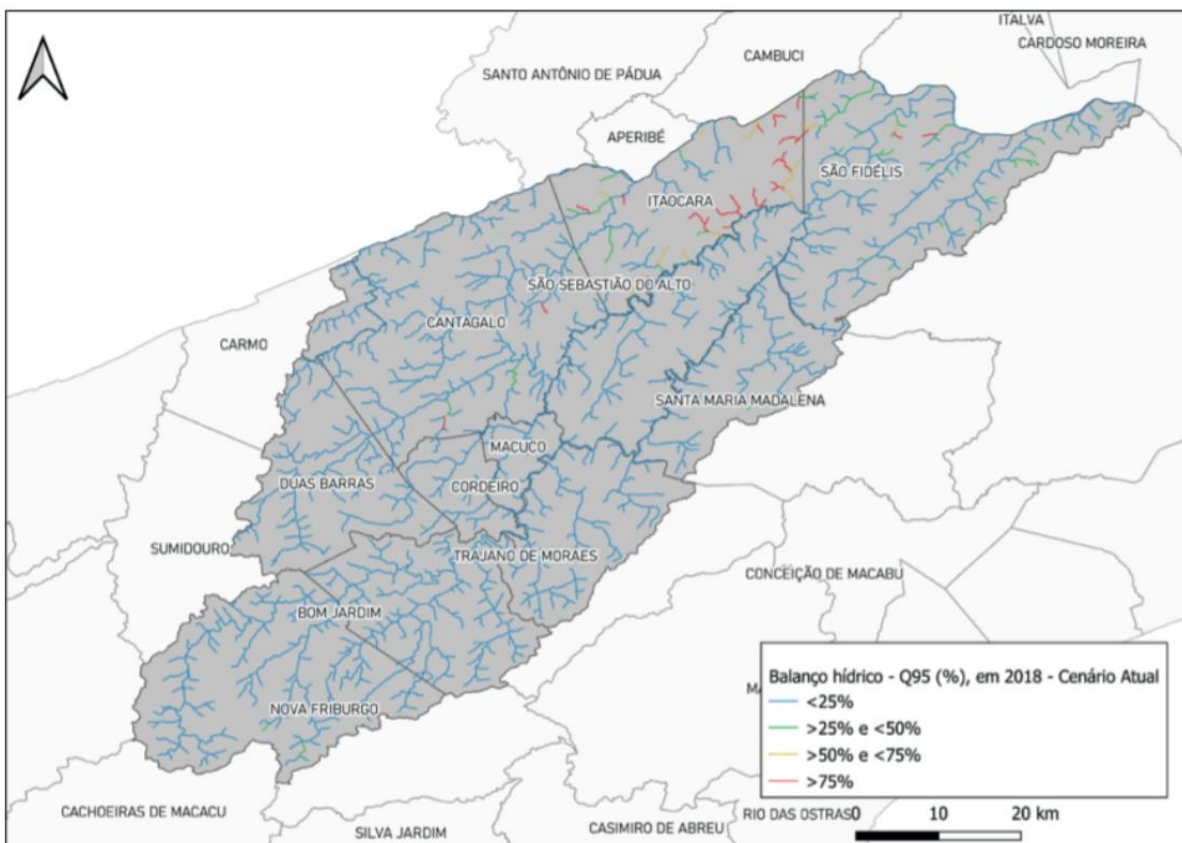 ITALVA
CARDOSO MOREIRA
CAMBUCI
SANTO ANTÔNIO DE PÁDUA
APERIBÉ
SÃO FIDÉLIS
ITAOCARA
SÃO SEBASTIÃO DO ALTO
CANTAGALO
CARMO
SANTA MARIA MADALENA
MACUCO
DUAS BARRAS
CORDEIRO
SUMIDOURO
TRAJANO DE MORAES
CONCEIÇÃO DE MACABU
BOM JARDIM
Balanço hídrico - Q95 (%), em 2018 - Cenário Atual
<25%
NOVA FRIBURGO
>25% e <50%
>50% e <75%
>75%
CACHOEIRAS DE MACACU
RIO DAS OSTRAS
SILVA JARDIM
CASIMIRO DE ABREU
0 10 20 km